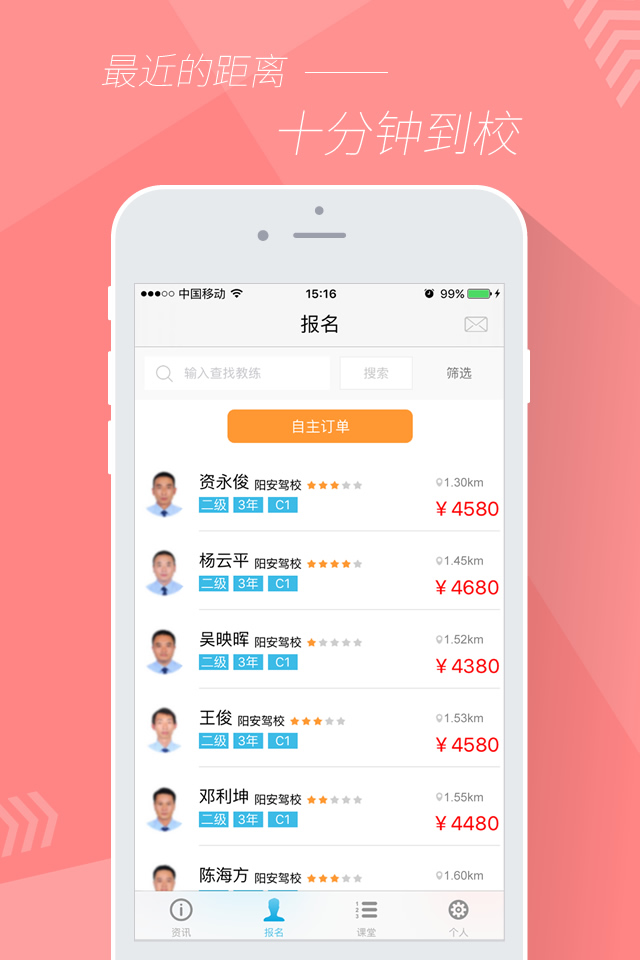 最近的距离
十分钟到校
中国移动 15:16 99%
报名
输入查找教练 搜索 筛选
自主订单
资永俊 阳安驾校 1.30km
二级 3年 C1 ¥4580
杨云平 阳安驾校 1.45km
二级 3年 C1 ¥4680
吴映晖 阳安驾校 1.52km
二级 3年 C1 ¥4380
王俊 阳安驾校 1.53km
二级 3年 C1 ¥4580
邓利坤 阳安驾校 1.55km
二级 3年 C1 ¥4480
陈海方 阳安驾校 1.60km
资讯 报名 课堂 个人